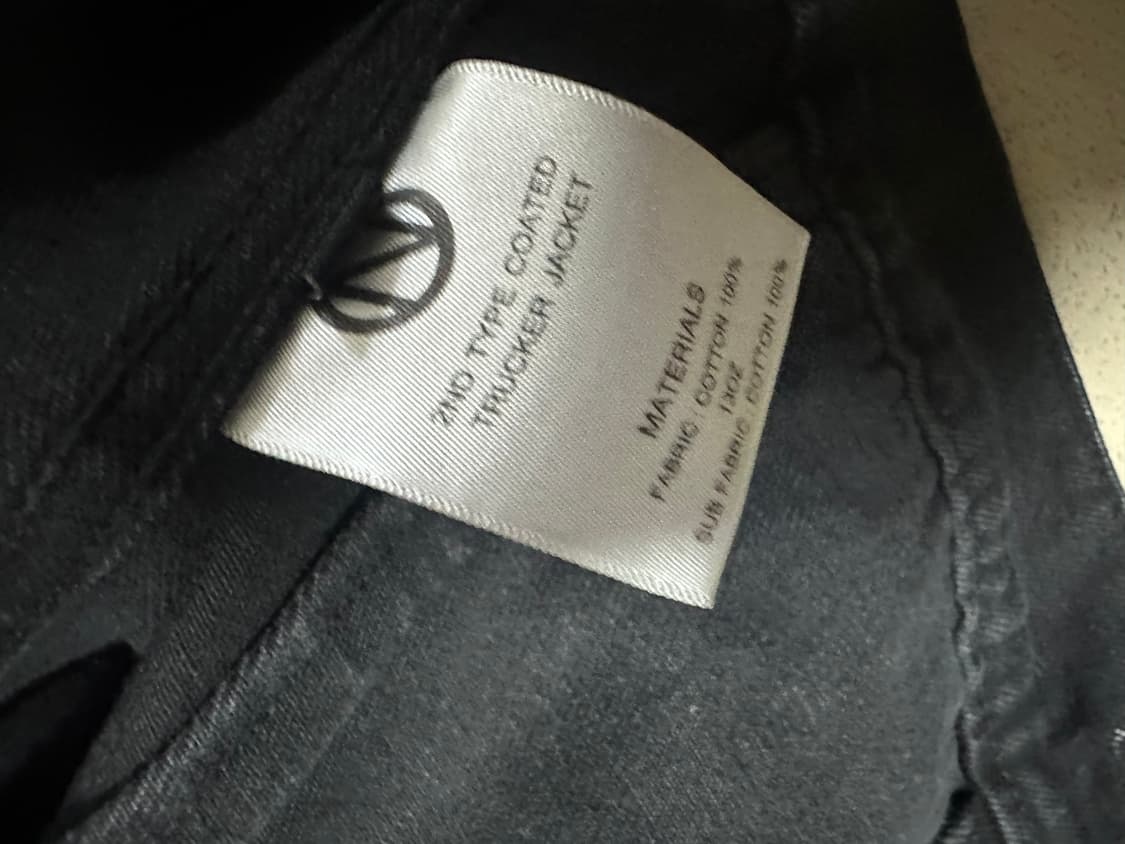 2ND TYPE COATED
TRUCKER JACKET
MATERIALS
FABRIC : COTTON 100%
13OZ
SUB FABRIC : COTTON 100%